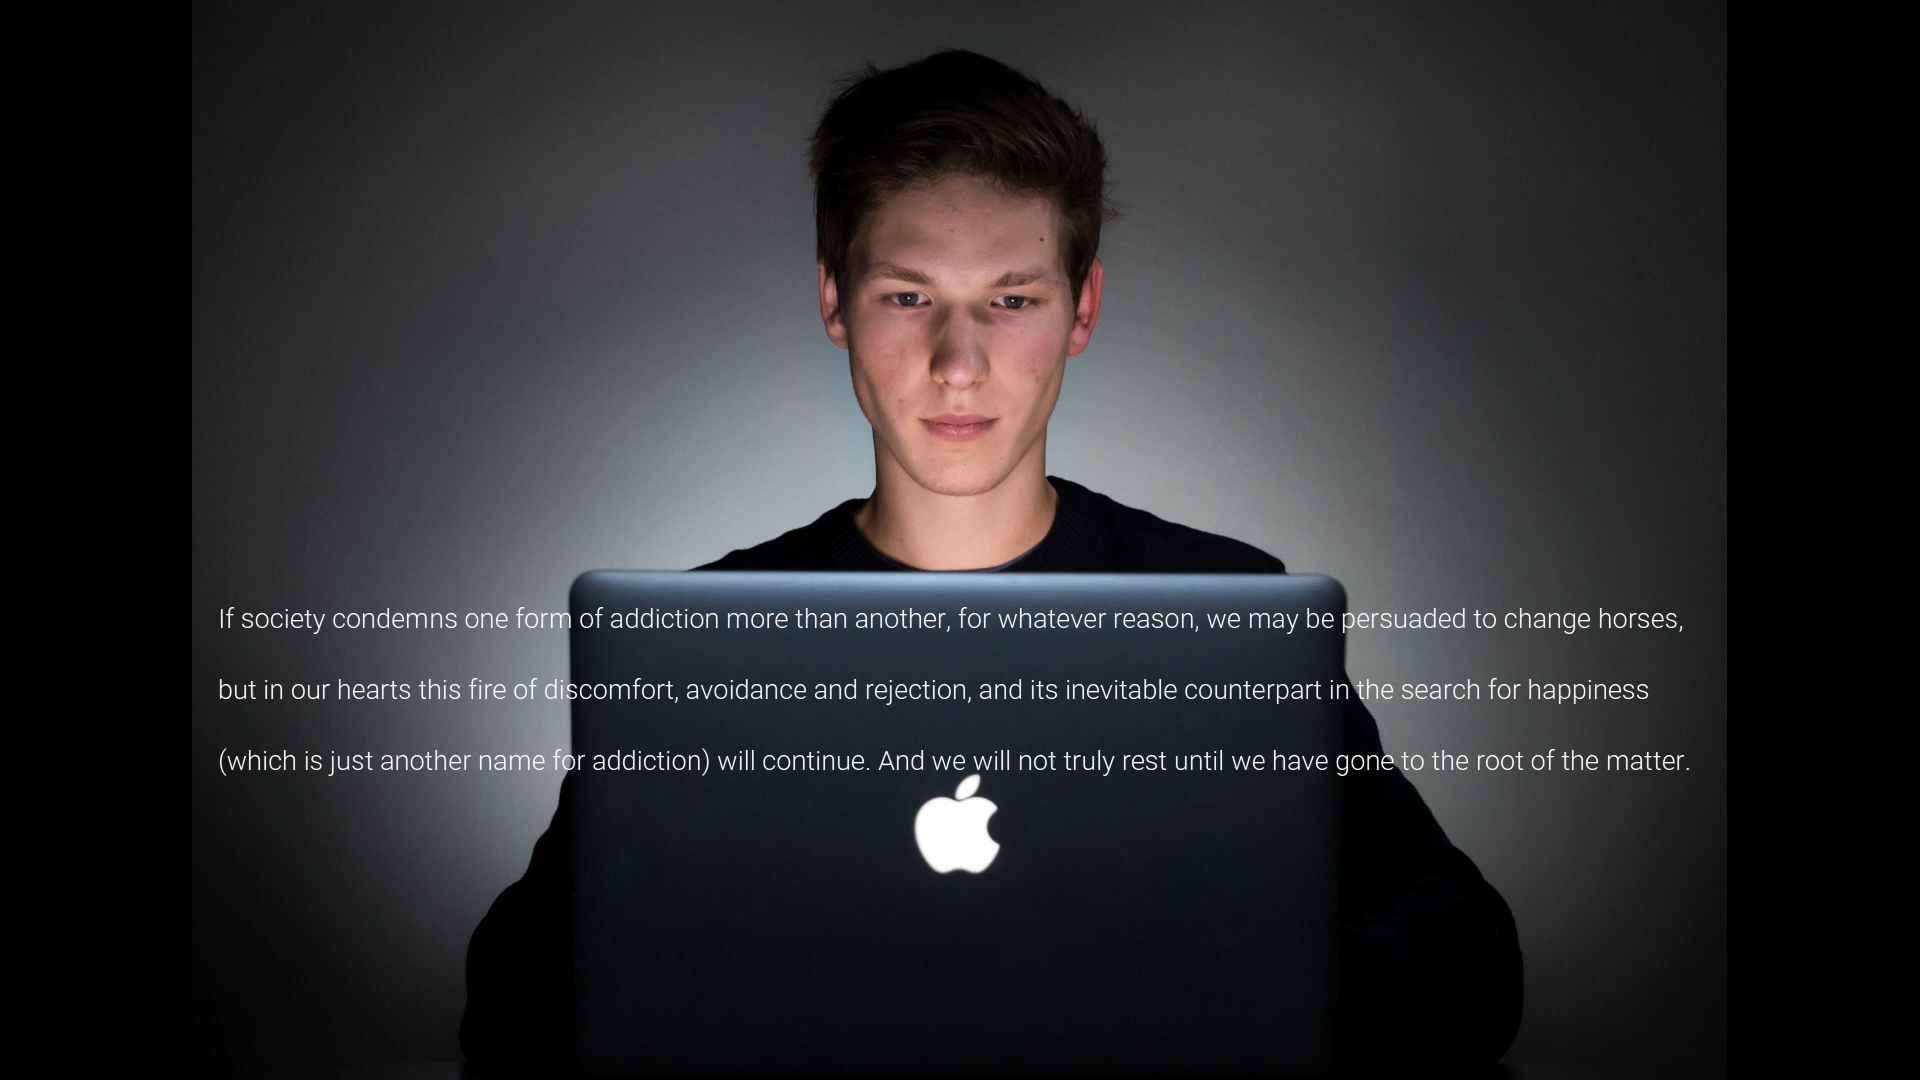 If society condemns one form of addiction more than another, for whatever reason, we may be persuaded to change horses,
but in our hearts this fire of discomfort, avoidance and rejection, and its inevitable counterpart in the search for happiness
(which is just another name for addiction) will continue. And we will not truly rest until we have gone to the root of the matter.